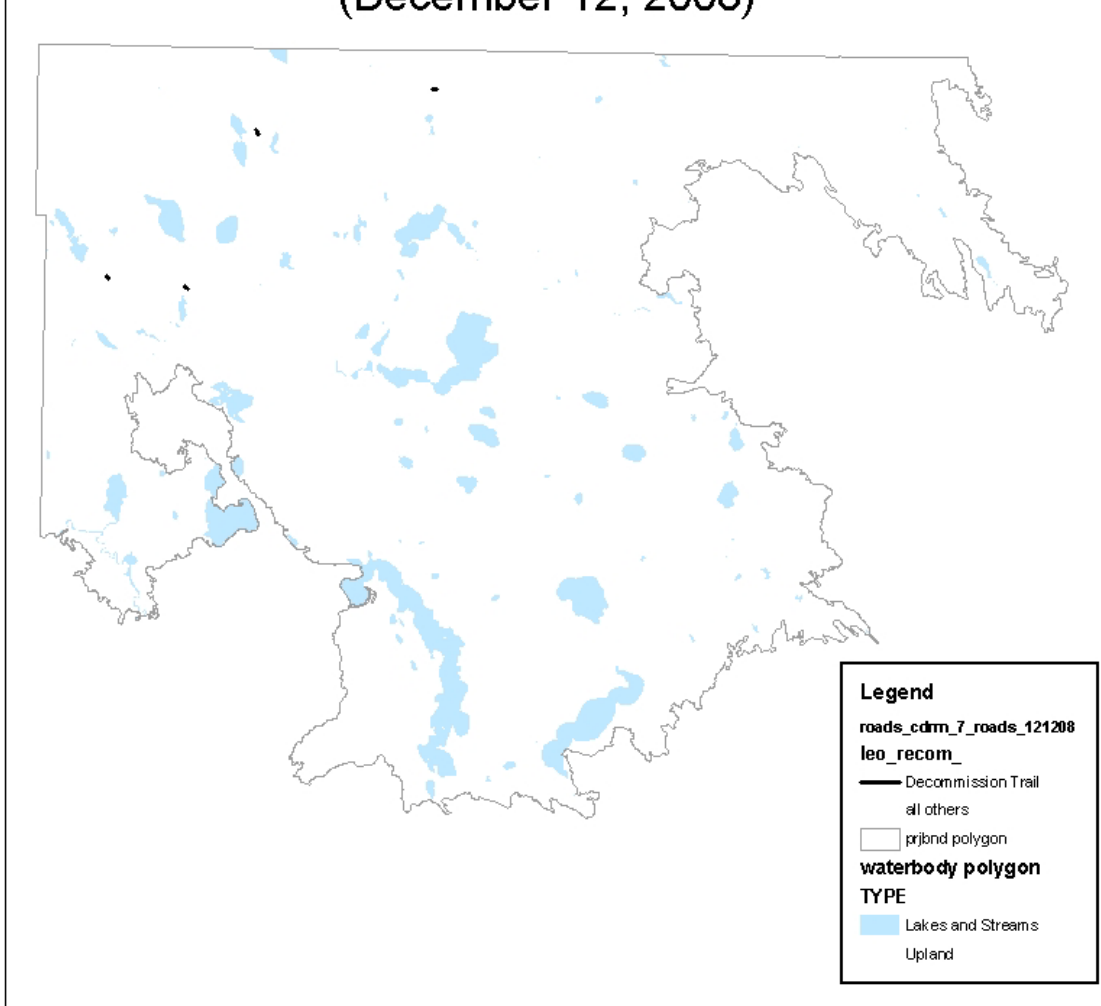 (December 12, 2008)
Legend
roads_cdrm_7_roads_121208
leo_recom_
Decommission Trail
all others
prjbnd polygon
waterbody polygon
TYPE
Lakes and Streams
Upland